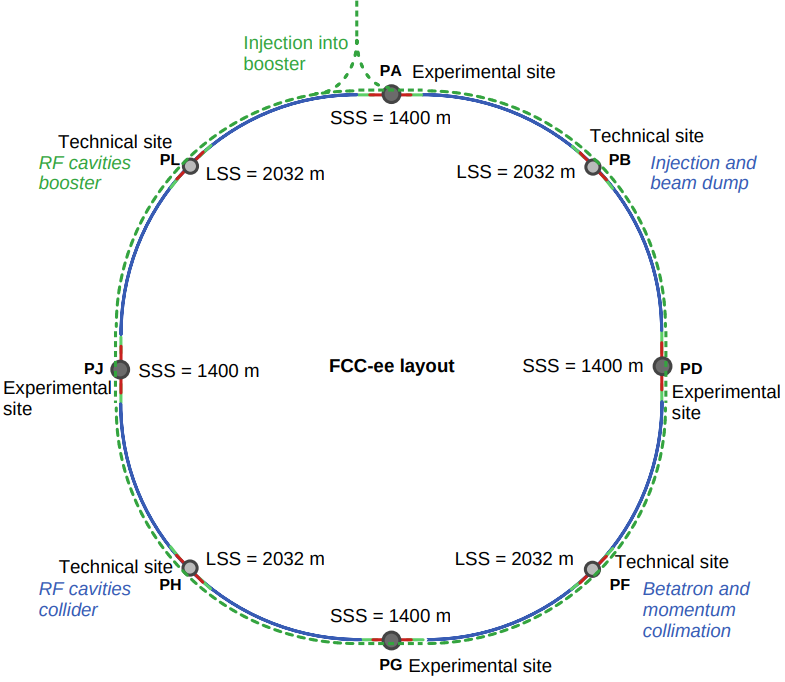 Injection into
booster
PA Experimental site
SSS = 1400 m
Technical site
PL
RF cavities
booster
LSS = 2032 m
Technical site
PB
Injection and
beam dump
LSS = 2032 m
PJ
SSS = 1400 m
Experimental
site
FCC-ee layout
SSS = 1400 m
PD
Experimental
site
LSS = 2032 m
Technical site
PH
RF cavities
collider
LSS = 2032 m
Technical site
PF
Betatron and
momentum
collimation
SSS = 1400 m
PG Experimental site